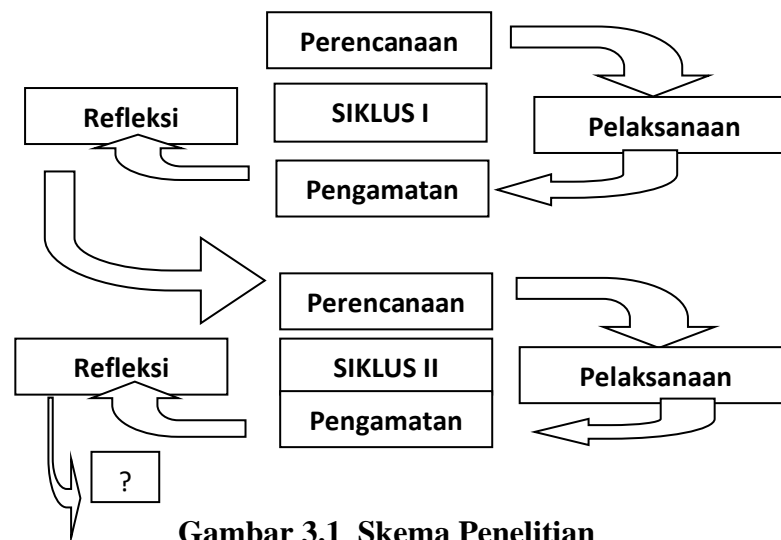 Perencanaan
Refleksi
SIKLUS I
Pelaksanaan
Pengamatan
Perencanaan
Refleksi
SIKLUS II
Pelaksanaan
Pengamatan
?
Gambar 3.1 Skema Penelitian